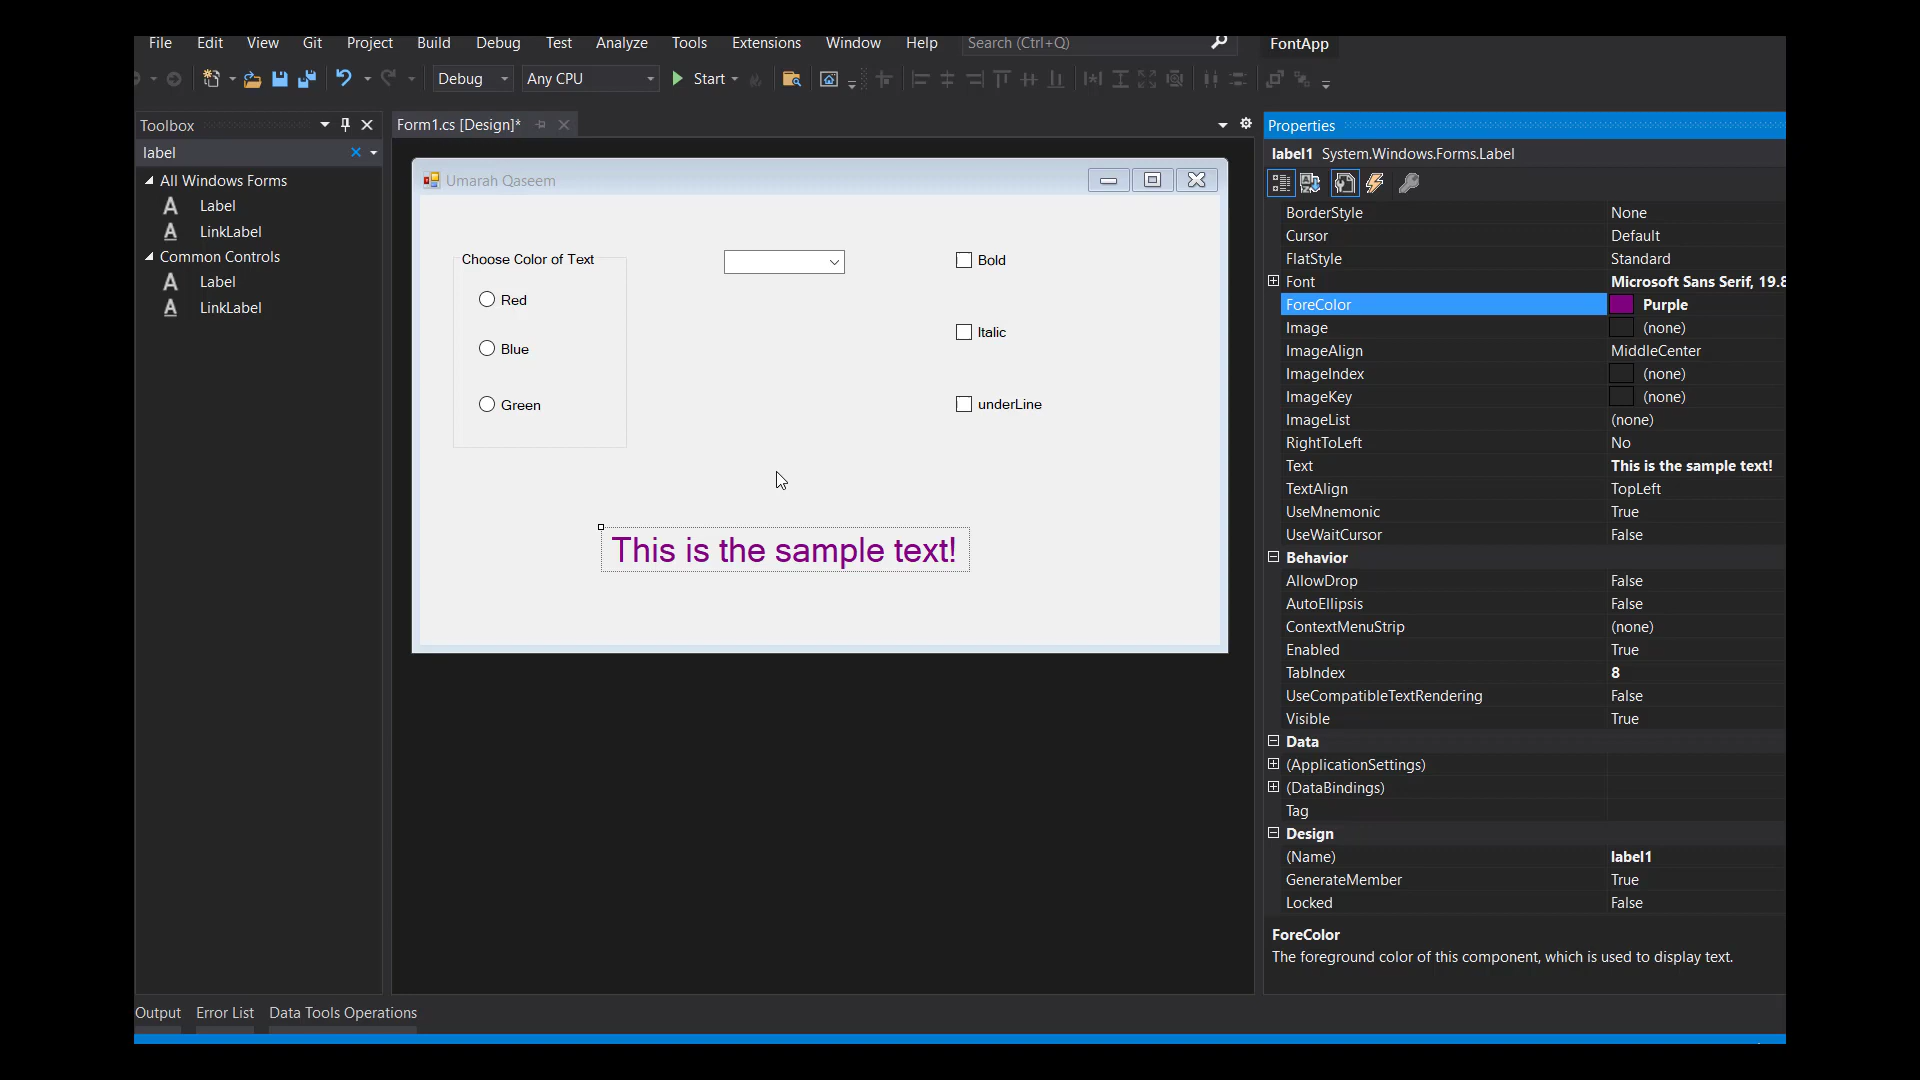 File Edit View Git Project Build Debug Test Analyze Tools Extensions Window Help Search (Ctrl+Q) FontApp
Debug Any CPU Start
Toolbox
label
All Windows Forms
Label
LinkLabel
Common Controls
Label
LinkLabel
Form1.cs [Design]*
Umarah Qaseem
Choose Color of Text
Red
Blue
Green
Bold
Italic
underLine
This is the sample text!
Properties
label1 System.Windows.Forms.Label
BorderStyle None
Cursor Default
FlatStyle Standard
Font Microsoft Sans Serif, 19.8
ForeColor Purple
Image (none)
ImageAlign MiddleCenter
ImageIndex (none)
ImageKey (none)
ImageList (none)
RightToLeft No
Text This is the sample text!
TextAlign TopLeft
UseMnemonic True
UseWaitCursor False
Behavior
AllowDrop False
AutoEllipsis False
ContextMenuStrip (none)
Enabled True
TabIndex 8
UseCompatibleTextRendering False
Visible True
Data
(ApplicationSettings)
(DataBindings)
Tag
Design
(Name) label1
GenerateMember True
Locked False
ForeColor
The foreground color of this component, which is used to display text.
Output Error List Data Tools Operations